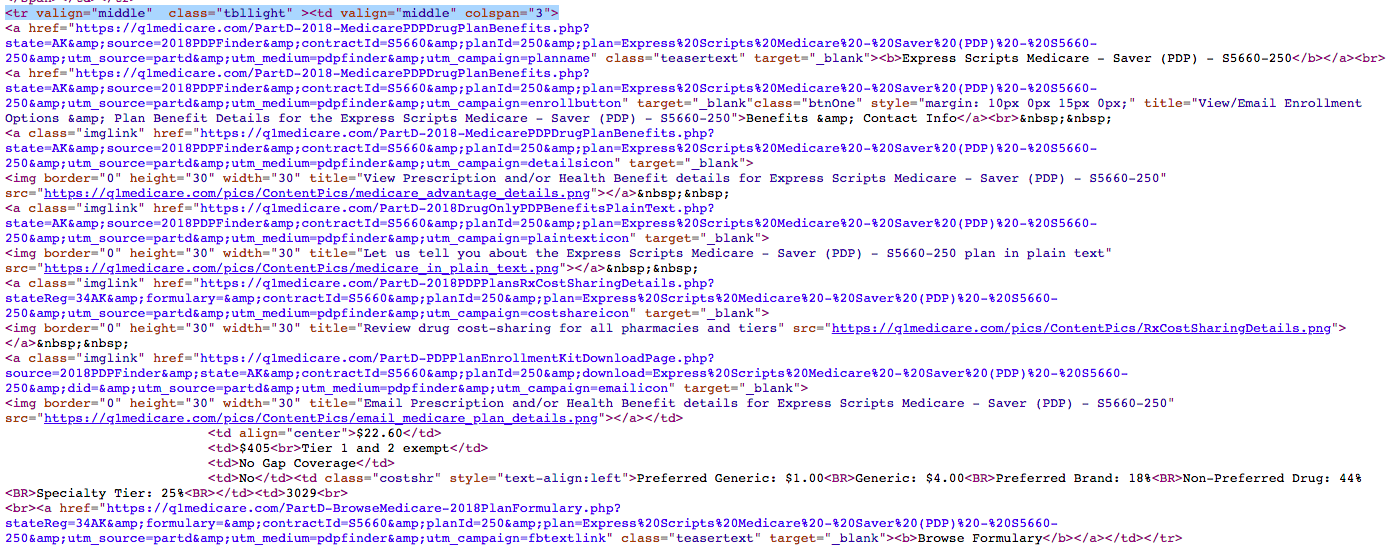 <tr valign="middle"  class="tbllight" ><td valign="middle" colspan="3">
<a href="https://q1medicare.com/PartD-2018-MedicarePDPDrugPlanBenefits.php?
state=AK&amp;source=2018PDPFinder&amp;contractId=S5660&amp;planId=250&amp;plan=Express%20Scripts%20Medicare%20-%20Saver%20(PDP)%20-%20S5660-
250&amp;utm_source=partd&amp;utm_medium=pdpfinder&amp;utm_campaign=planname" class="teasertext" target="_blank"><b>Express Scripts Medicare - Saver (PDP) - S5660-250</b></a><br>
<a href="https://q1medicare.com/PartD-2018-MedicarePDPDrugPlanBenefits.php?
state=AK&amp;source=2018PDPFinder&amp;contractId=S5660&amp;planId=250&amp;plan=Express%20Scripts%20Medicare%20-%20Saver%20(PDP)%20-%20S5660-
250&amp;utm_source=partd&amp;utm_medium=pdpfinder&amp;utm_campaign=enrollbutton" target="_blank"class="btnOne" style="margin: 10px 0px 15px 0px;" title="View/Email Enrollment
Options &amp; Plan Benefit Details for the Express Scripts Medicare - Saver (PDP) - S5660-250">Benefits &amp; Contact Info</a><br>&nbsp;&nbsp;
<a class="imglink" href="https://q1medicare.com/PartD-2018-MedicarePDPDrugPlanBenefits.php?
state=AK&amp;source=2018PDPFinder&amp;contractId=S5660&amp;planId=250&amp;plan=Express%20Scripts%20Medicare%20-%20Saver%20(PDP)%20-%20S5660-
250&amp;utm_source=partd&amp;utm_medium=pdpfinder&amp;utm_campaign=detailsicon" target="_blank">
<img border="0" height="30" width="30" title="View Prescription and/or Health Benefit details for Express Scripts Medicare - Saver (PDP) - S5660-250"
src="https://q1medicare.com/pics/ContentPics/medicare_advantage_details.png"></a>&nbsp;&nbsp;
<a class="imglink" href="https://q1medicare.com/PartD-2018DrugOnlyPDPBenefitsPlainText.php?
state=AK&amp;source=2018PDPFinder&amp;contractId=S5660&amp;planId=250&amp;plan=Express%20Scripts%20Medicare%20-%20Saver%20(PDP)%20-%20S5660-
250&amp;utm_source=partd&amp;utm_medium=pdpfinder&amp;utm_campaign=plaintexticon" target="_blank">
<img border="0" height="30" width="30" title="Let us tell you about the Express Scripts Medicare - Saver (PDP) - S5660-250 plan in plain text"
src="https://q1medicare.com/pics/ContentPics/medicare_in_plain_text.png"></a>&nbsp;&nbsp;
<a class="imglink" href="https://q1medicare.com/PartD-2018PDPPlansRxCostSharingDetails.php?
stateReg=34AK&amp;formulary=&amp;contractId=S5660&amp;planId=250&amp;plan=Express%20Scripts%20Medicare%20-%20Saver%20(PDP)%20-%20S5660-
250&amp;utm_source=partd&amp;utm_medium=pdpfinder&amp;utm_campaign=costshareicon" target="_blank">
<img border="0" height="30" width="30" title="Review drug cost-sharing for all pharmacies and tiers" src="https://q1medicare.com/pics/ContentPics/RxCostSharingDetails.png">
</a>&nbsp;&nbsp;
<a class="imglink" href="https://q1medicare.com/PartD-PDPPlanEnrollmentKitDownloadPage.php?
source=2018PDPFinder&amp;state=AK&amp;contractId=S5660&amp;planId=250&amp;download=Express%20Scripts%20Medicare%20-%20Saver%20(PDP)%20-%20S5660-
250&amp;did=&amp;utm_source=partd&amp;utm_medium=pdpfinder&amp;utm_campaign=emailicon" target="_blank">
<img border="0" height="30" width="30" title="Email Prescription and/or Health Benefit details for Express Scripts Medicare - Saver (PDP) - S5660-250"
src="https://q1medicare.com/pics/ContentPics/email_medicare_plan_details.png"></a></td>
<td align="center">$22.60</td>
<td>$405<br>Tier 1 and 2 exempt</td>
<td>No Gap Coverage</td>
<td>No</td><td class="costshr" style="text-align:left">Preferred Generic: $1.00<BR>Generic: $4.00<BR>Preferred Brand: 18%<BR>Non-Preferred Drug: 44%
<BR>Specialty Tier: 25%<BR></td><td>3029<br>
<br><a href="https://q1medicare.com/PartD-BrowseMedicare-2018PlanFormulary.php?
stateReg=34AK&amp;formulary=&amp;contractId=S5660&amp;planId=250&amp;plan=Express%20Scripts%20Medicare%20-%20Saver%20(PDP)%20-%20S5660-
250&amp;utm_source=partd&amp;utm_medium=pdpfinder&amp;utm_campaign=fbtextlink" class="teasertext" target="_blank"><b>Browse Formulary</b></a></td></tr>